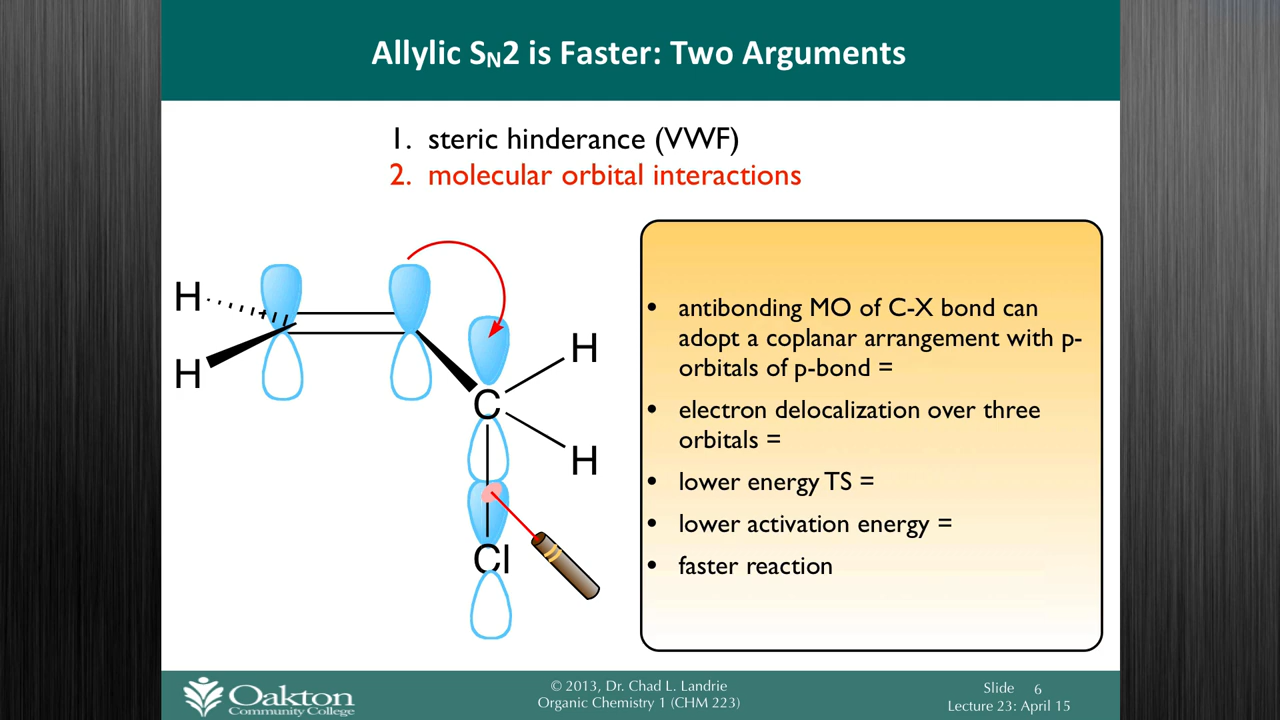 Allylic SN2 is Faster: Two Arguments
1. steric hinderance (VWF)
2. molecular orbital interactions
H
H
H
C
H
Cl
• antibonding MO of C-X bond can
adopt a coplanar arrangement with p-
orbitals of p-bond =
• electron delocalization over three
orbitals =
• lower energy TS =
• lower activation energy =
• faster reaction
Oakton
Community College
© 2013, Dr. Chad L. Landrie
Organic Chemistry 1 (CHM 223)
Slide 6
Lecture 23: April 15